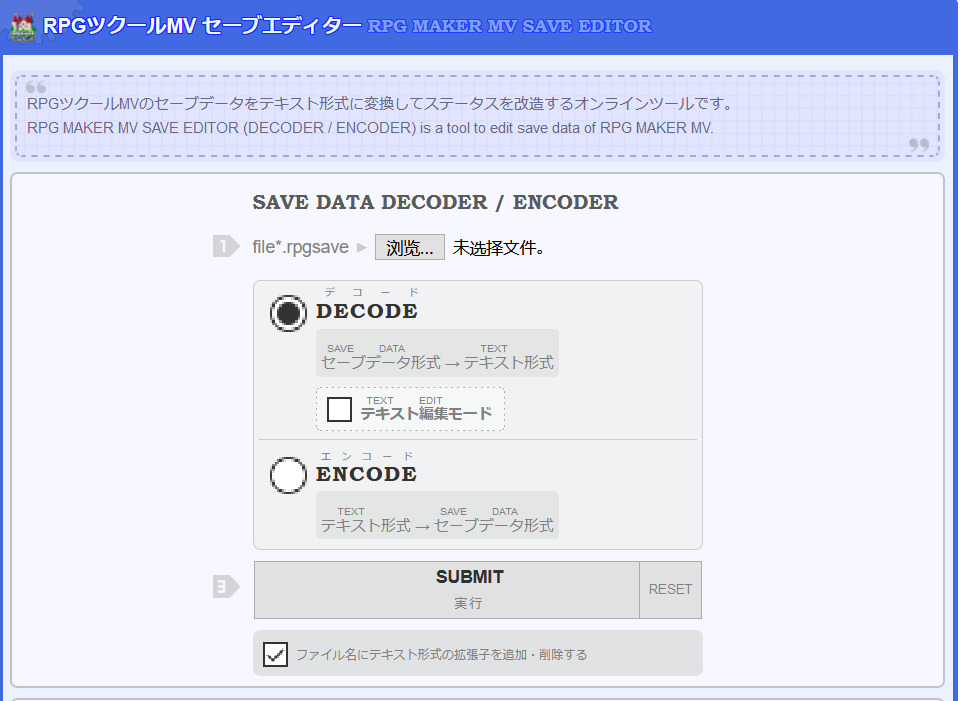 RPGツクールMV セーブエディター RPG MAKER MV SAVE EDITOR
RPGツクールMVのセーブデータをテキスト形式に変換してステータスを改造するオンラインツールです。
RPG MAKER MV SAVE EDITOR (DECODER / ENCODER) is a tool to edit save data of RPG MAKER MV.
SAVE DATA DECODER / ENCODER
1 file*.rpgsave ▶ 浏览... 未选择文件。
デコード
DECODE
SAVE DATA TEXT
セーブデータ形式 → テキスト形式
TEXT EDIT
テキスト編集モード
エンコード
ENCODE
TEXT SAVE DATA
テキスト形式 → セーブデータ形式
3 SUBMIT
実行
RESET
ファイル名にテキスト形式の拡張子を追加・削除する